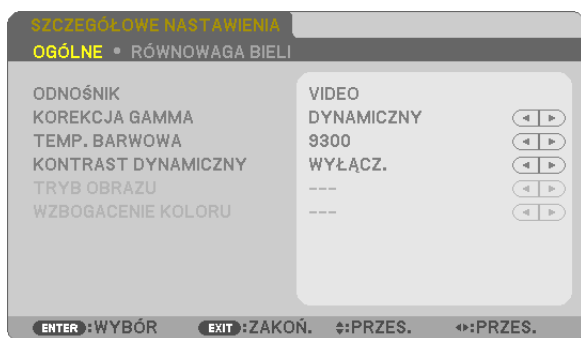 SZCZEGÓŁOWE NASTAWIENIA
OGÓLNE • RÓWNOWAGA BIELI
ODNOŚNIK VIDEO
KOREKCJA GAMMA DYNAMICZNY
TEMP. BARWOWA 9300
KONTRAST DYNAMICZNY WYŁĄCZ.
TRYB OBRAZU ---
WZBOGACENIE KOLORU ---
ENTER :WYBÓR EXIT :ZAKOŃ. :PRZES. :PRZES.